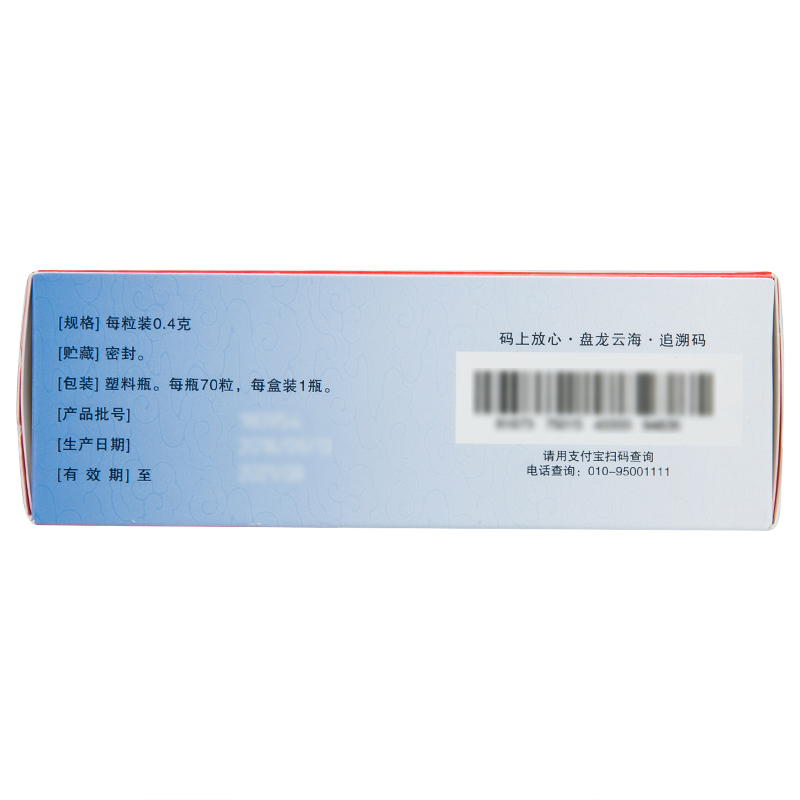 [规格] 每粒装0.4克
[贮藏] 密封。
[包装] 塑料瓶。每瓶70粒，每盒装1瓶。
[产品批号]
[生产日期]
[有 效 期] 至
码上放心·盘龙云海·追溯码
请用支付宝扫码查询
电话查询：010-95001111